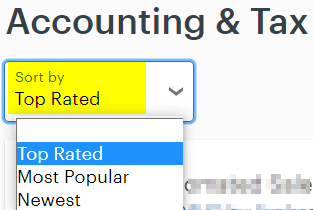 Accounting & Tax
Sort by
Top Rated
Top Rated
Most Popular
Newest